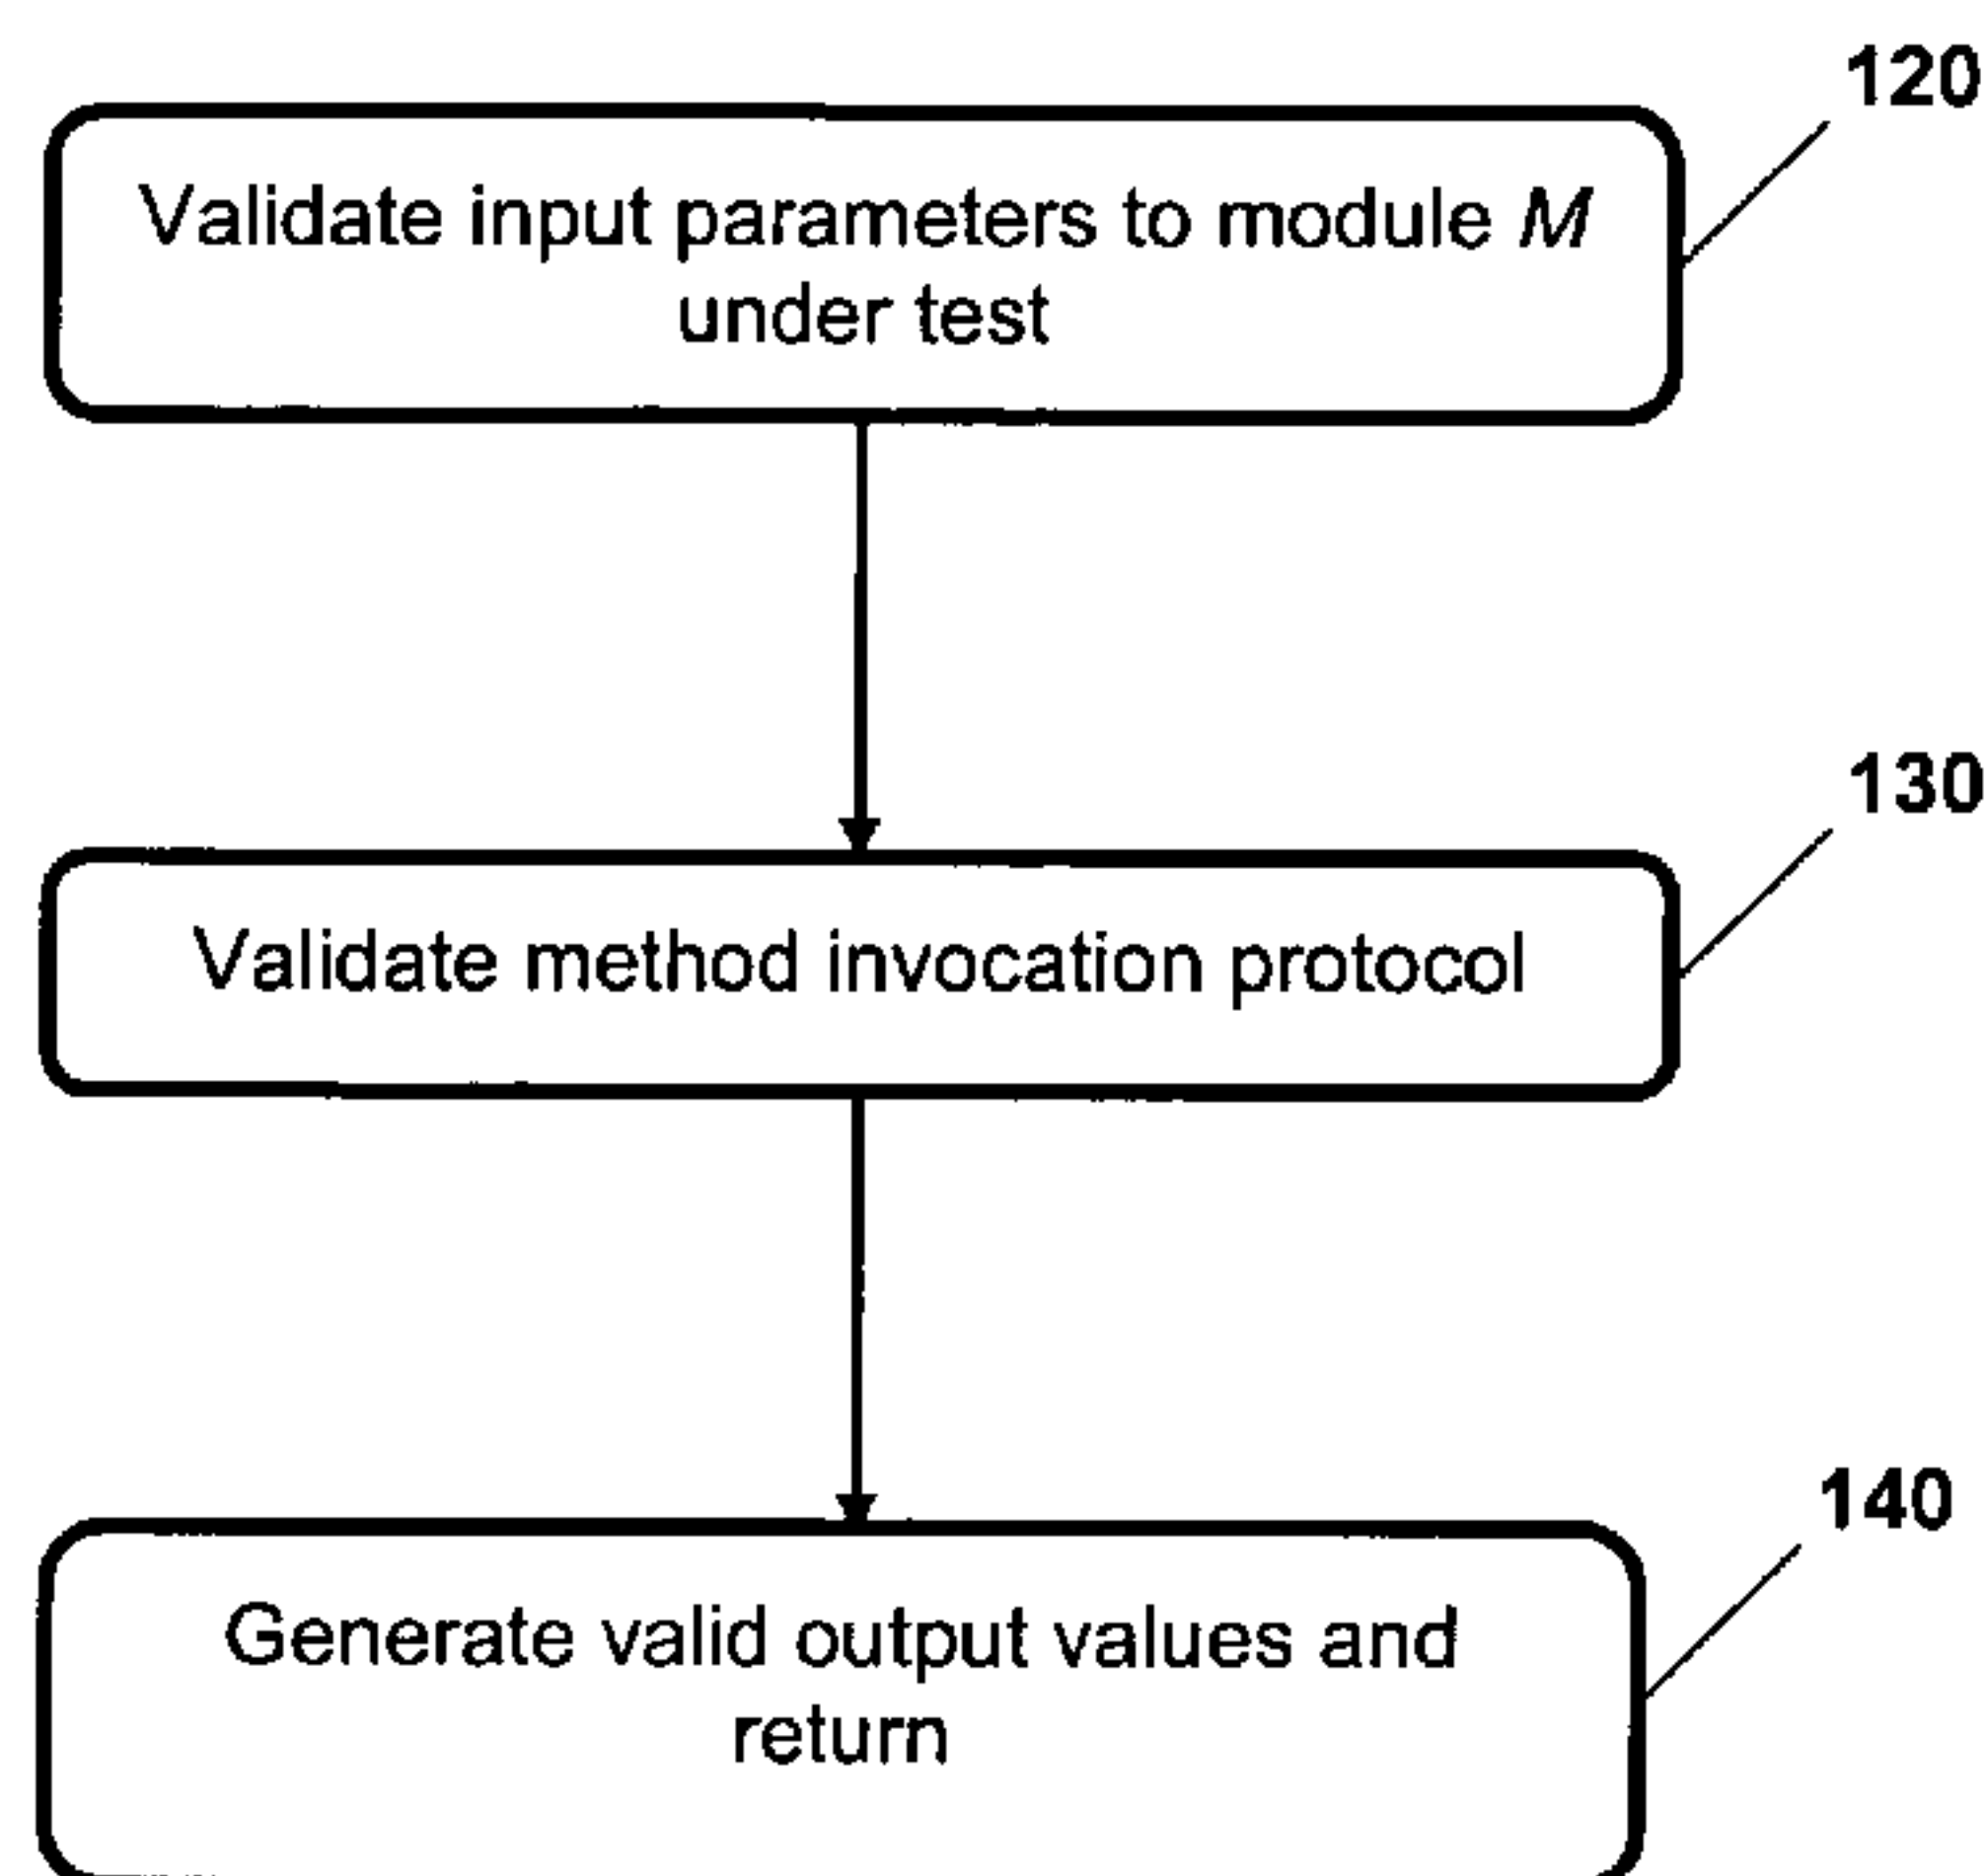 120
Validate input parameters to module M
under test
130
Validate method invocation protocol
140
Generate valid output values and
return